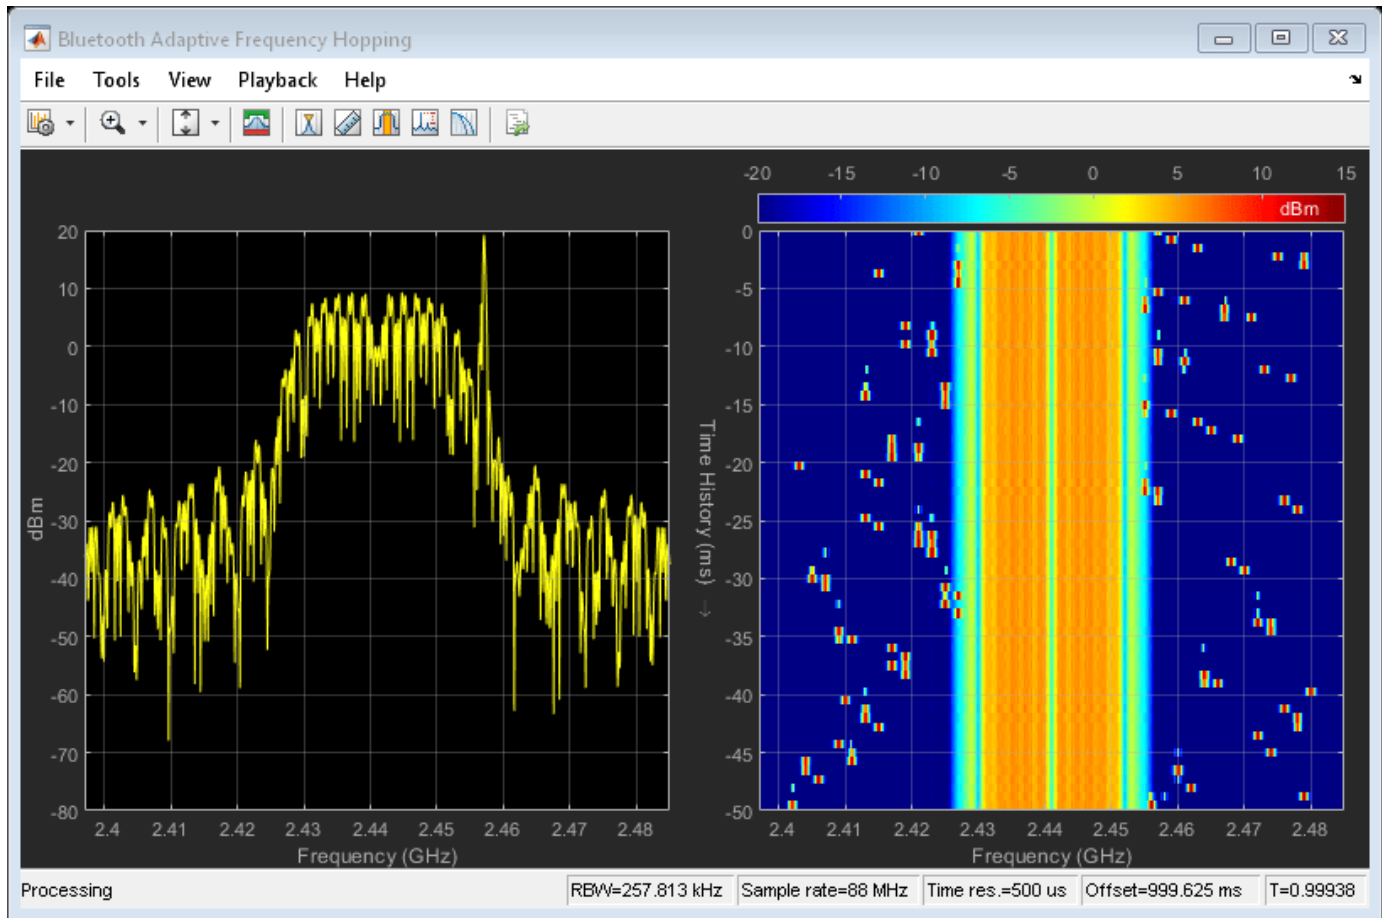 Bluetooth Adaptive Frequency Hopping
File Tools View Playback Help
-20 -15 -10 -5 0 5 10 15
dBm
20
10
0
-10
-20
-30
-40
-50
-60
-70
-80
dBm
2.4 2.41 2.42 2.43 2.44 2.45 2.46 2.47 2.48
Frequency (GHz)
0
-5
-10
-15
-20
-25
-30
-35
-40
-45
-50
Time History (ms) →
2.4 2.41 2.42 2.43 2.44 2.45 2.46 2.47 2.48
Frequency (GHz)
Processing RBW=257.813 kHz Sample rate=88 MHz Time res.=500 us Offset=999.625 ms T=0.99938